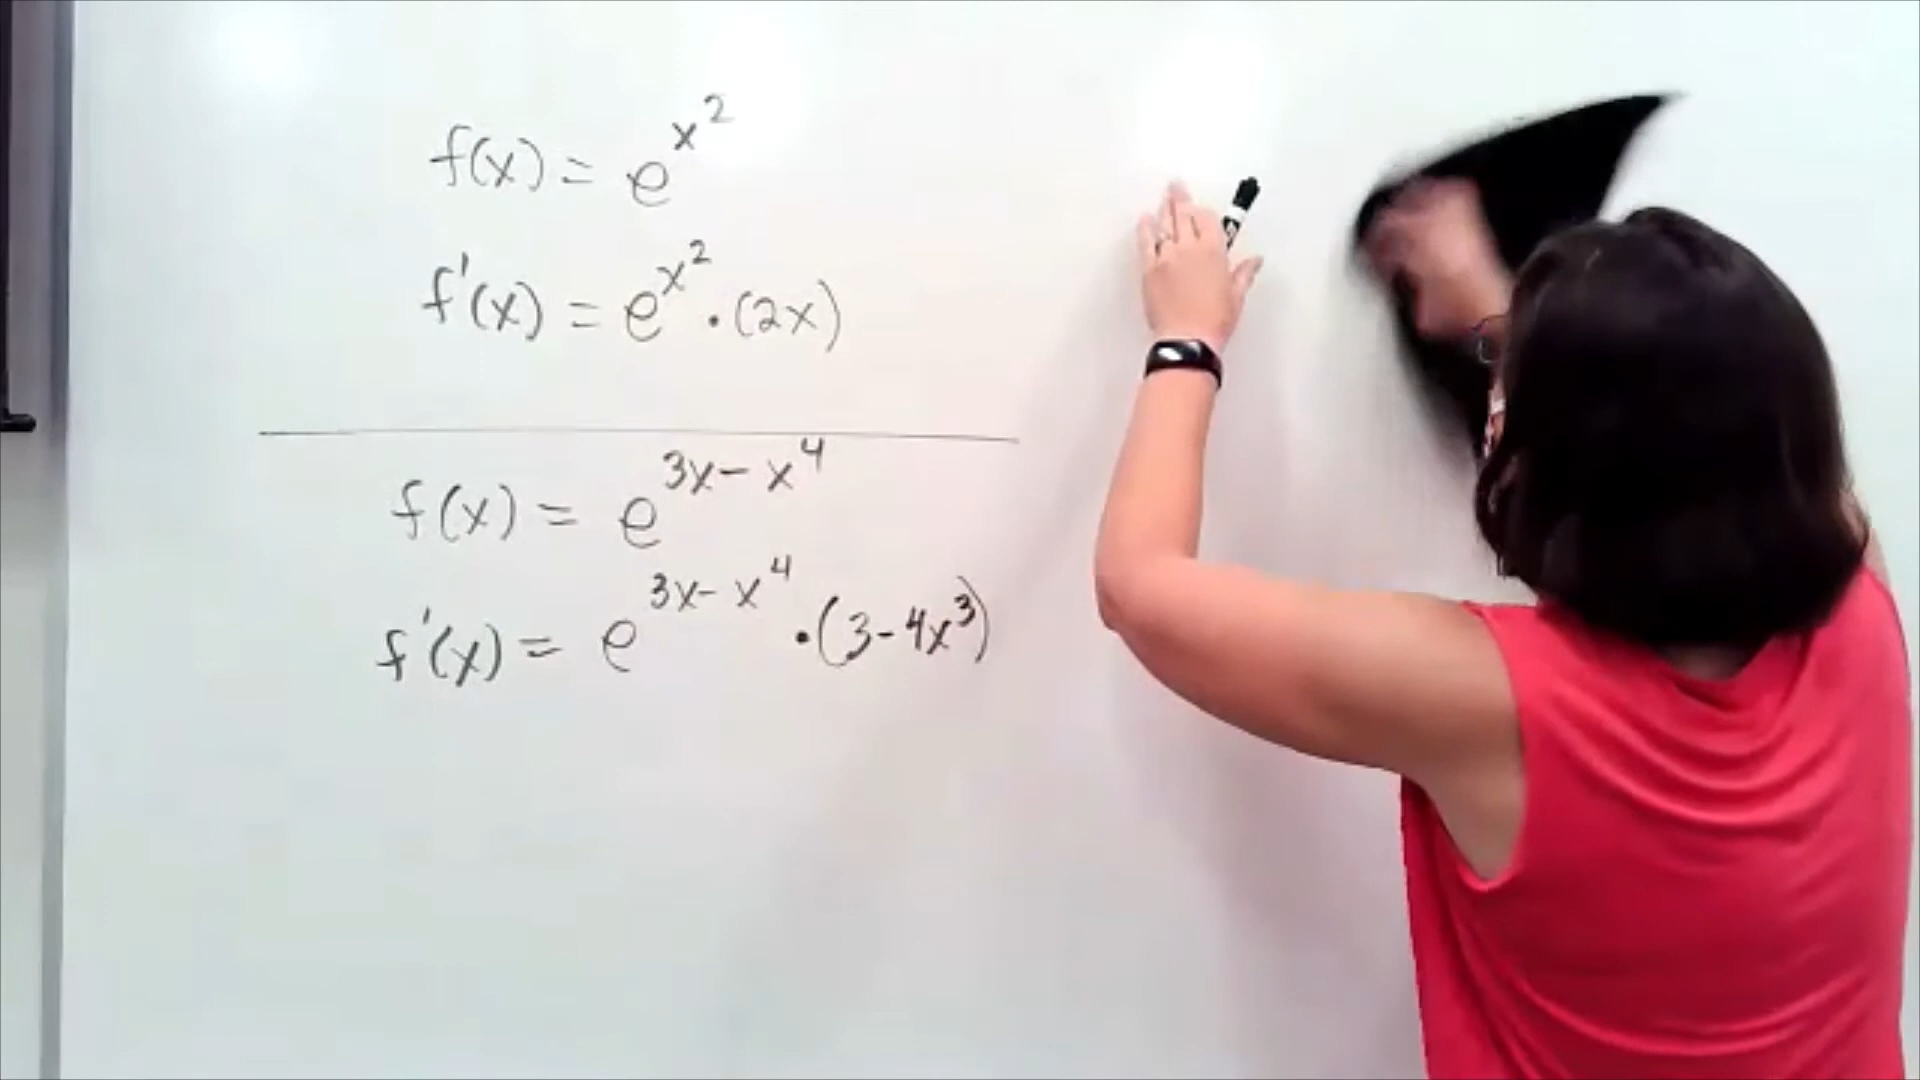 f(x) = e^{x^2}
f'(x) = e^{x^2} · (2x)
f(x) = e^{3x - x^4}
f'(x) = e^{3x - x^4} · (3 - 4x^3)